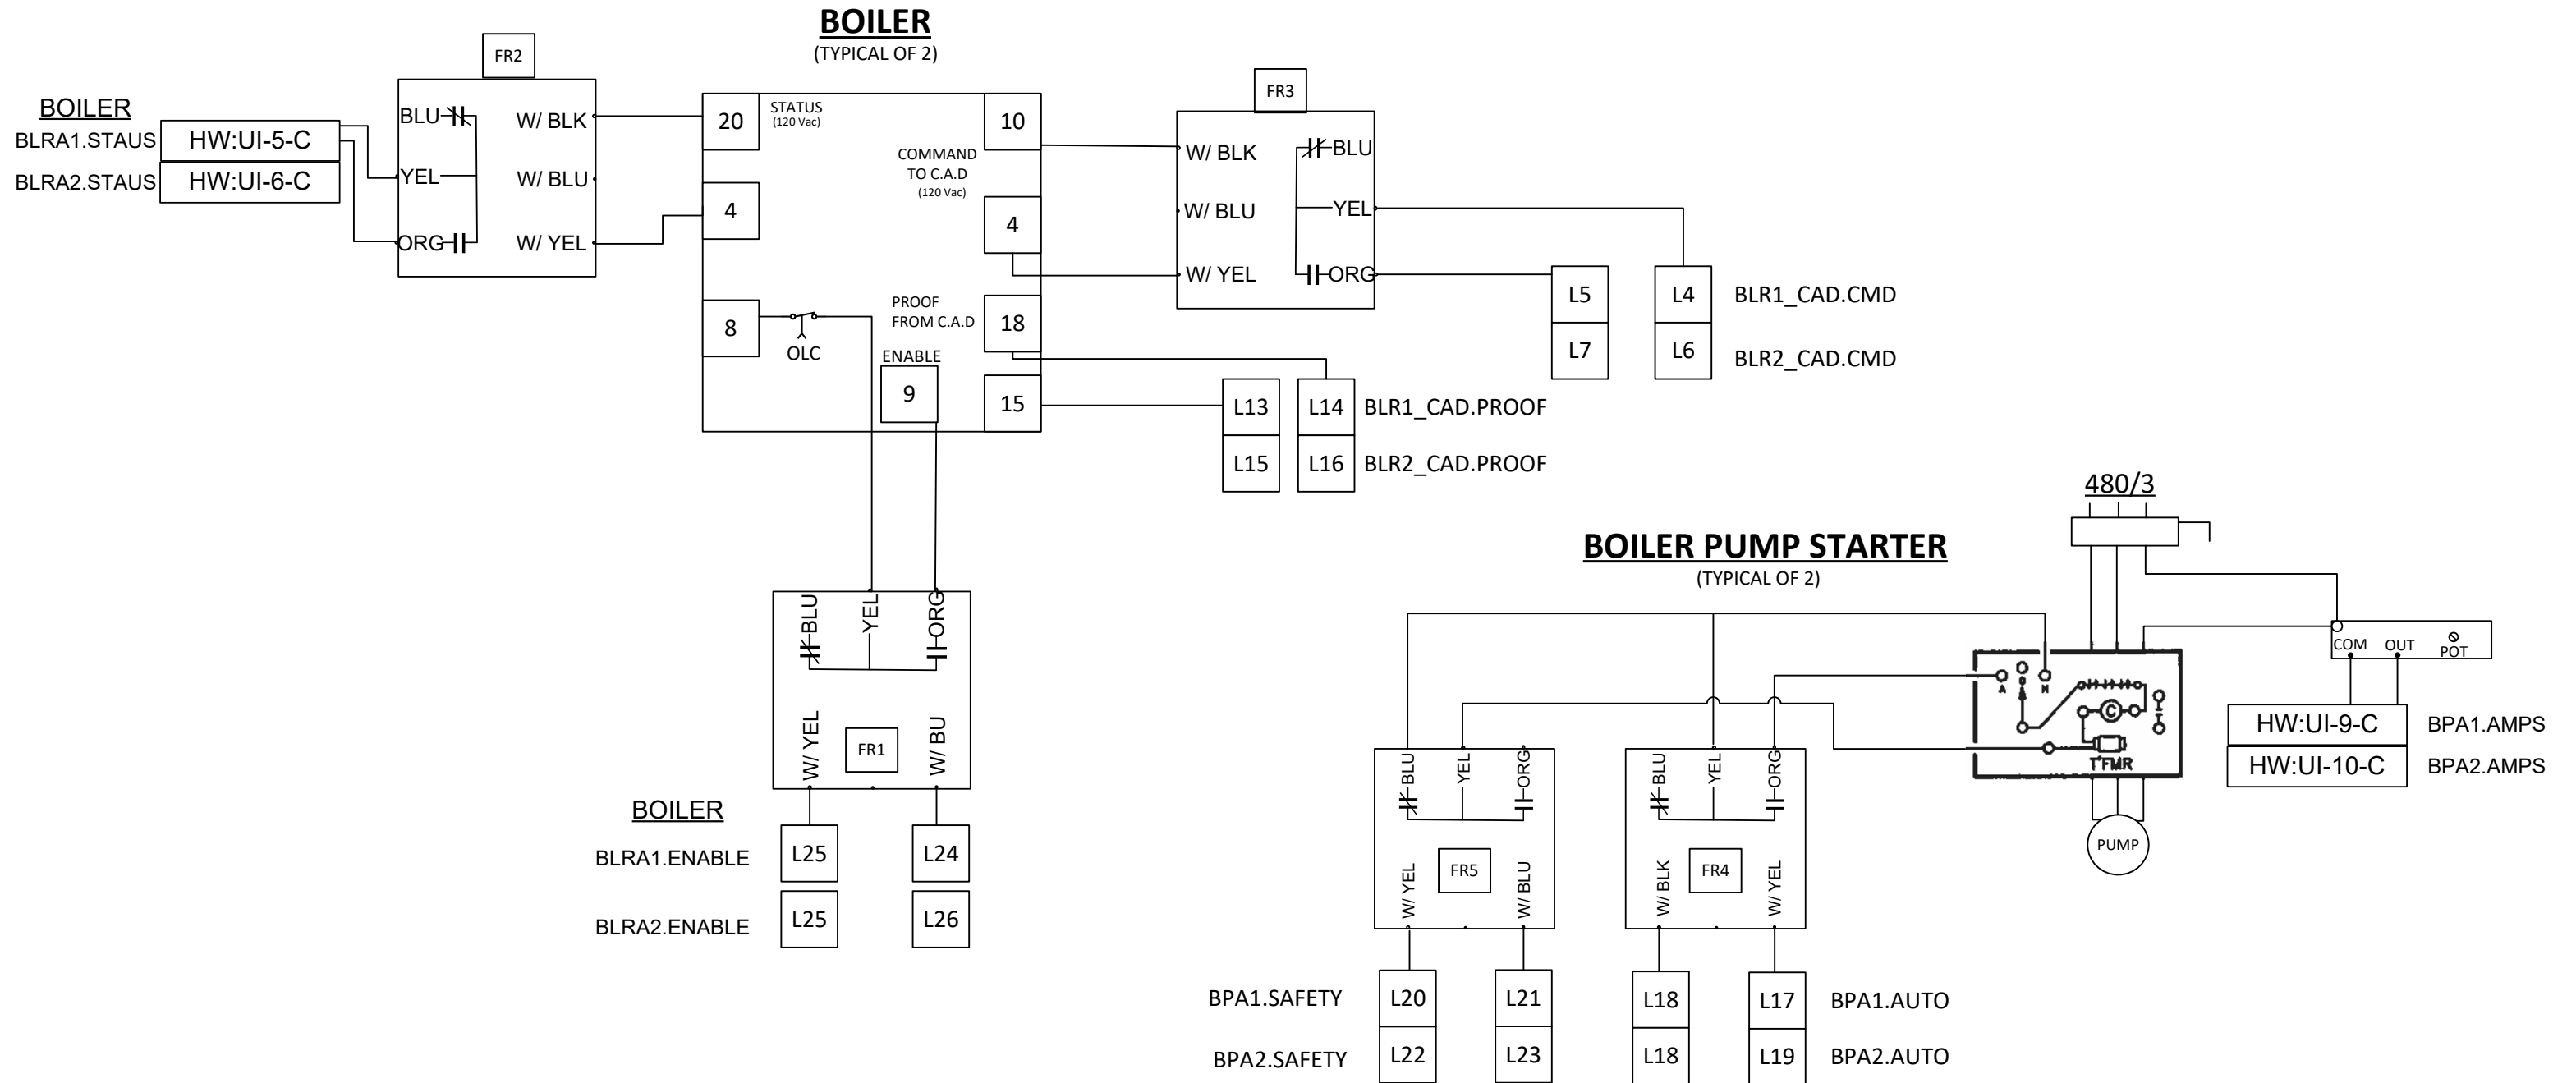 BOILER
(TYPICAL OF 2)
FR2
BOILER
BLRA1.STAUS
HW:UI-5-C
BLRA2.STAUS
HW:UI-6-C
BLU
YEL
ORG
W/ BLK
W/ BLU
W/ YEL
20
STATUS
(120 Vac)
10
COMMAND
TO C.A.D
(120 Vac)
4
4
8
OLC
PROOF
FROM C.A.D
18
ENABLE
9
15
FR3
W/ BLK
W/ BLU
W/ YEL
BLU
YEL
ORG
L5
L4
BLR1_CAD.CMD
L7
L6
BLR2_CAD.CMD
L13
L14
BLR1_CAD.PROOF
L15
L16
BLR2_CAD.PROOF
BLU
YEL
ORG
W/ YEL
FR1
W/ BU
BOILER
BLRA1.ENABLE
L25
L24
BLRA2.ENABLE
L25
L26
BOILER PUMP STARTER
(TYPICAL OF 2)
480/3
COM
OUT
POT
A
O
H
C
T'FMR
PUMP
HW:UI-9-C
BPA1.AMPS
HW:UI-10-C
BPA2.AMPS
BLU
YEL
ORG
W/ YEL
FR5
W/ BLU
BLU
YEL
ORG
W/ BLK
FR4
W/ YEL
BPA1.SAFETY
L20
L21
L18
L17
BPA1.AUTO
BPA2.SAFETY
L22
L23
L18
L19
BPA2.AUTO